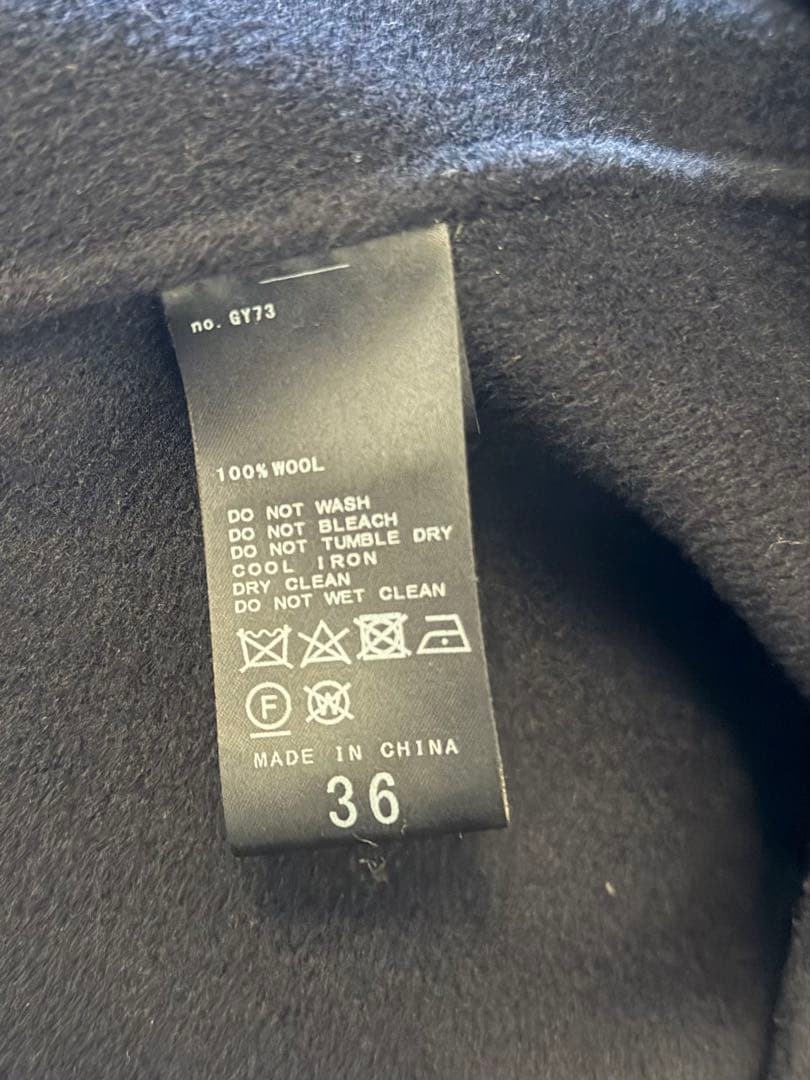 no. GY73
100% WOOL
DO NOT WASH
DO NOT BLEACH
DO NOT TUMBLE DRY
COOL IRON
DRY CLEAN
DO NOT WET CLEAN
F W
MADE IN CHINA
36